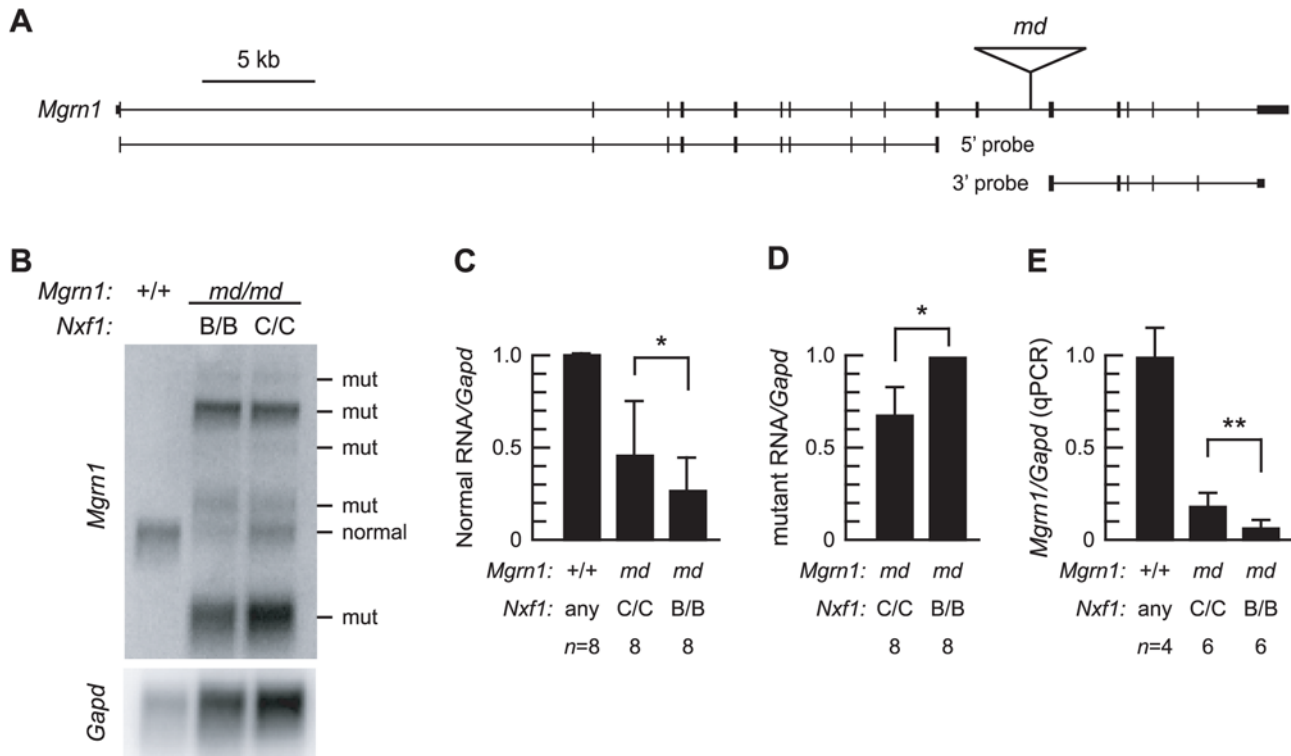 A
md
5 kb
Mgrn1
5' probe
3' probe
B
Mgrn1: +/+ md/md
Nxf1: B/B C/C
mut
mut
mut
mut
normal
mut
Mgrn1
Gapd
C
Normal RNA/Gapd
1.0
0.5
0
*
Mgrn1: +/+ md md
Nxf1: any C/C B/B
n=8 8 8
D
mutant RNA/Gapd
1.0
0.5
0
*
Mgrn1: md md
Nxf1: C/C B/B
8 8
E
Mgrn1/Gapd (qPCR)
1.0
0.5
0
**
Mgrn1: +/+ md md
Nxf1: any C/C B/B
n=4 6 6